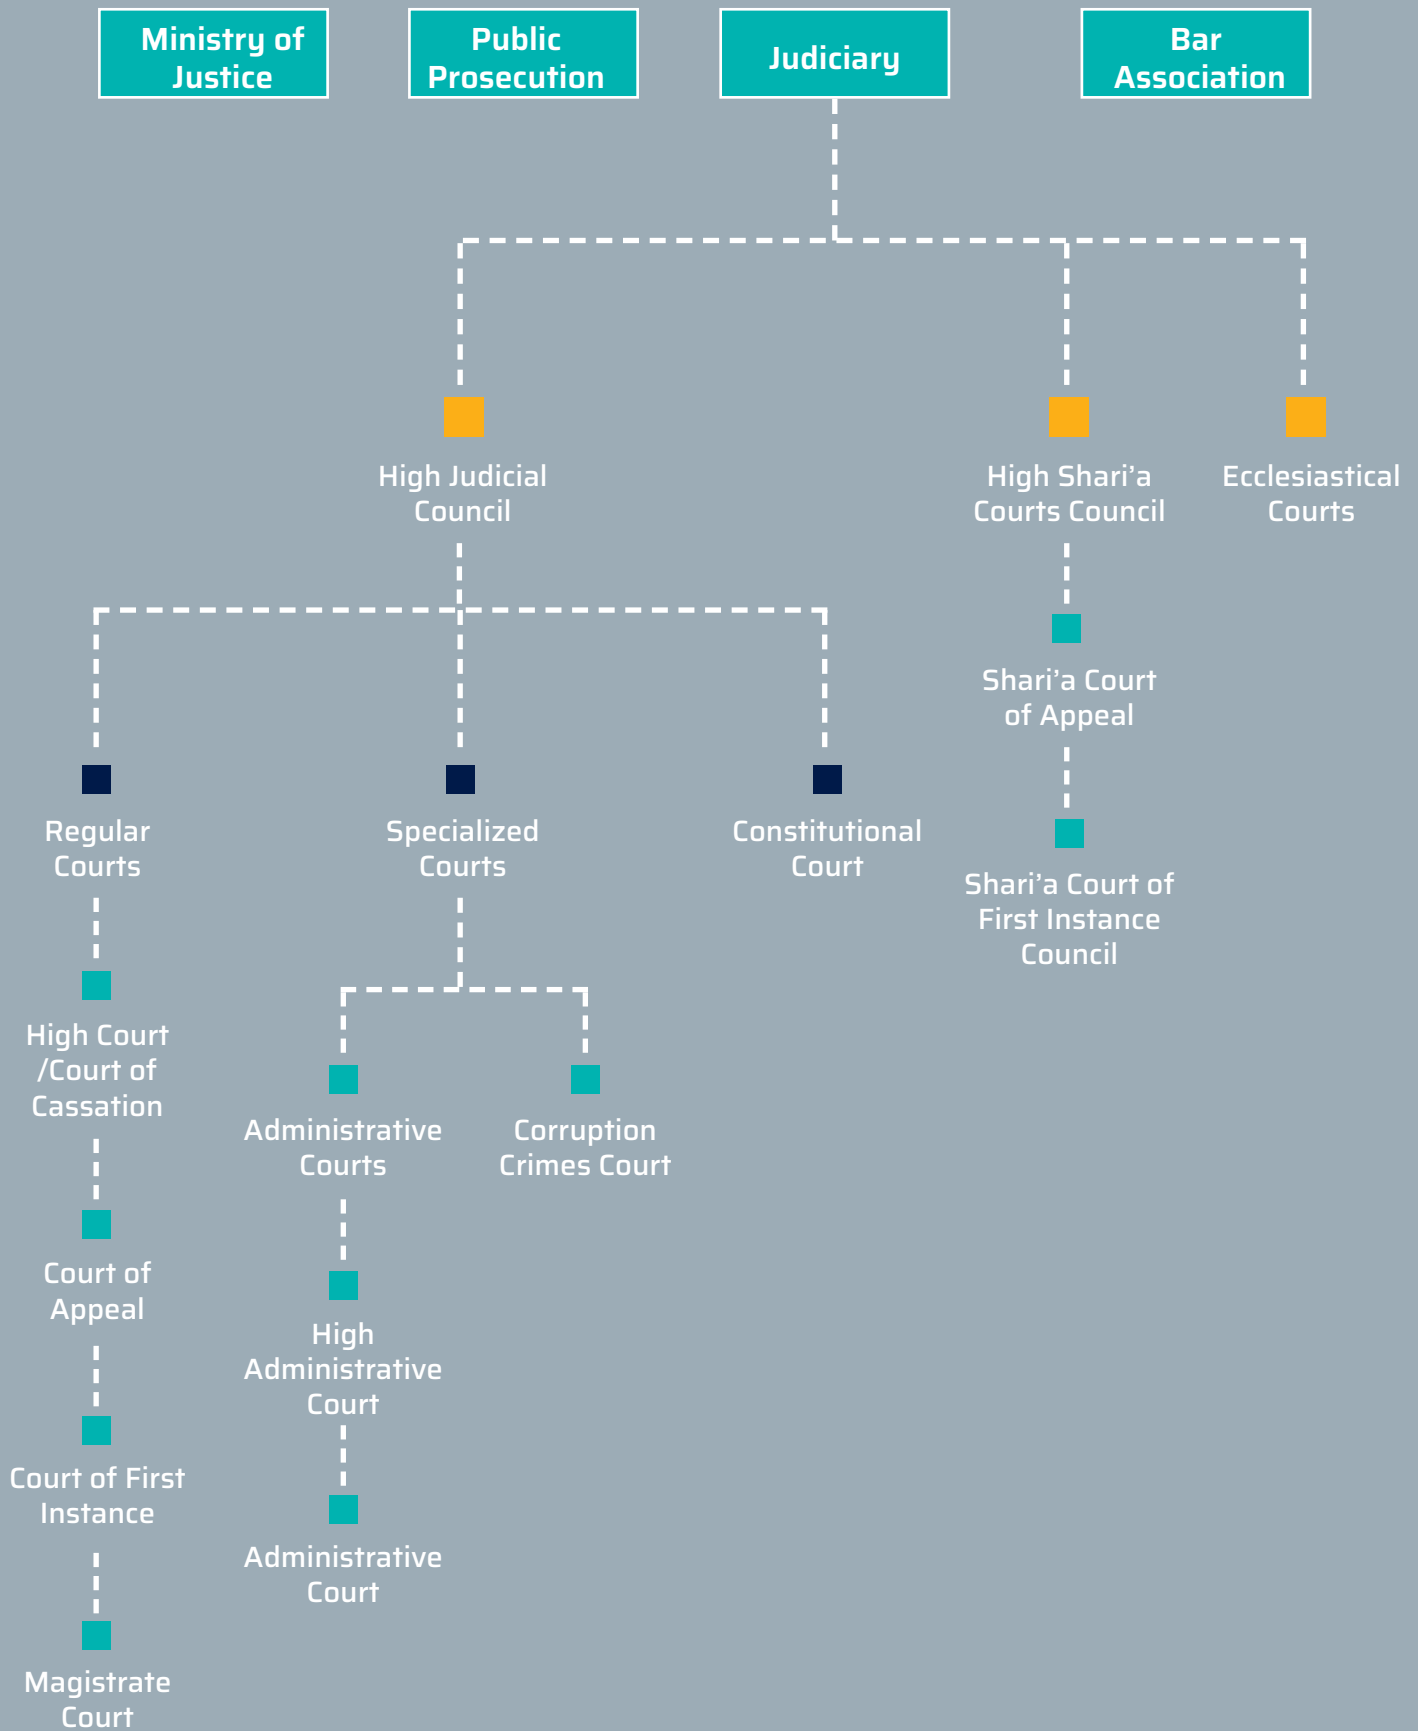 Ministry of
Justice
Public
Prosecution
Judiciary
Bar
Association
High Judicial
Council
High Shari’a
Courts Council
Ecclesiastical
Courts
Shari’a Court
of Appeal
Regular
Courts
Specialized
Courts
Constitutional
Court
Shari’a Court of
First Instance
Council
High Court
/Court of
Cassation
Administrative
Courts
Corruption
Crimes Court
Court of
Appeal
High
Administrative
Court
Court of First
Instance
Administrative
Court
Magistrate
Court